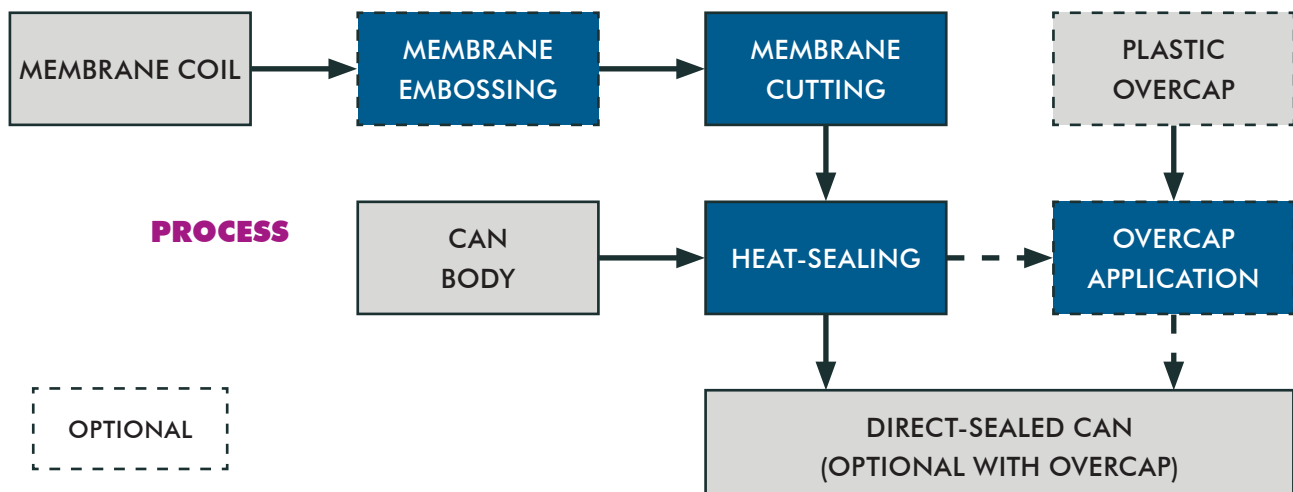 MEMBRANE COIL
MEMBRANE
EMBOSSING
MEMBRANE
CUTTING
PLASTIC
OVERCAP
PROCESS
CAN
BODY
HEAT-SEALING
OVERCAP
APPLICATION
OPTIONAL
DIRECT-SEALED CAN
(OPTIONAL WITH OVERCAP)